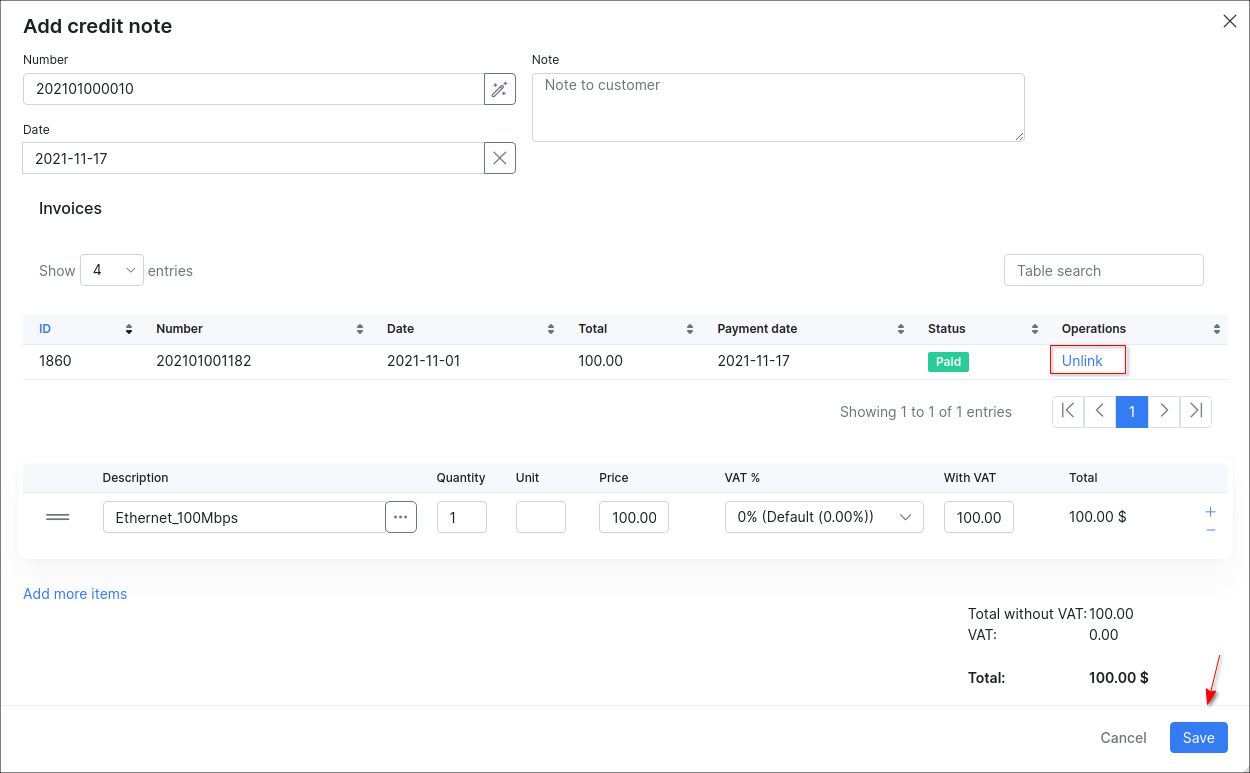 Add credit note
Number
Note
202101000010
Note to customer
Date
2021-11-17
Invoices
Show 4 entries
Table search
ID Number Date Total Payment date Status Operations
1860 202101001182 2021-11-01 100.00 2021-11-17 Paid Unlink
Showing 1 to 1 of 1 entries
1
Description Quantity Unit Price VAT % With VAT Total
Ethernet_100Mbps ... 1 100.00 0% (Default (0.00%)) 100.00 100.00 $
Add more items
Total without VAT: 100.00
VAT: 0.00
Total: 100.00 $
Cancel Save